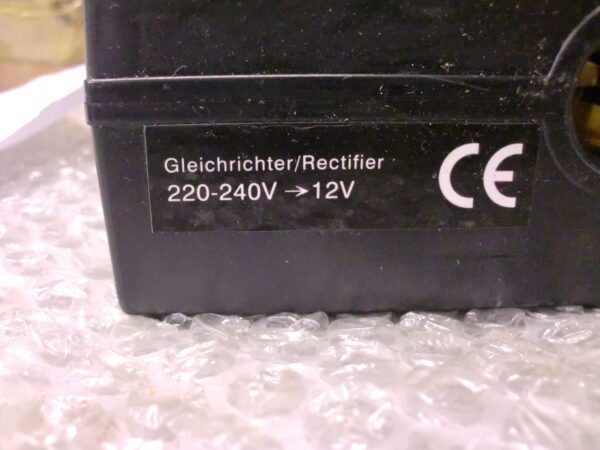 Gleichrichter/Rectifier
220-240V → 12V
CE